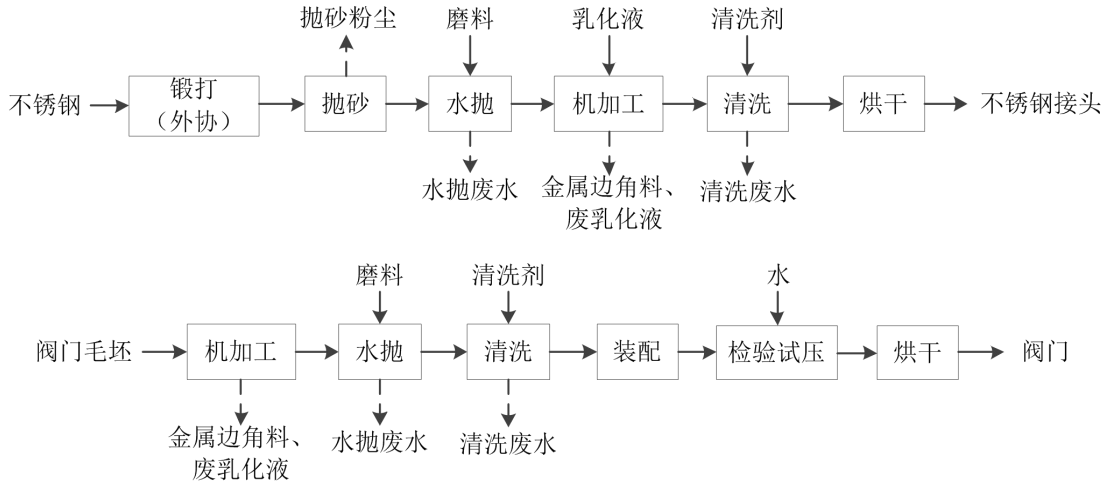 抛砂粉尘
磨料
乳化液
清洗剂
不锈钢
锻打
（外协）
抛砂
水抛
机加工
清洗
烘干
不锈钢接头
水抛废水
金属边角料、
废乳化液
清洗废水
磨料
清洗剂
水
阀门毛坯
机加工
水抛
清洗
装配
检验试压
烘干
阀门
金属边角料、
废乳化液
水抛废水
清洗废水